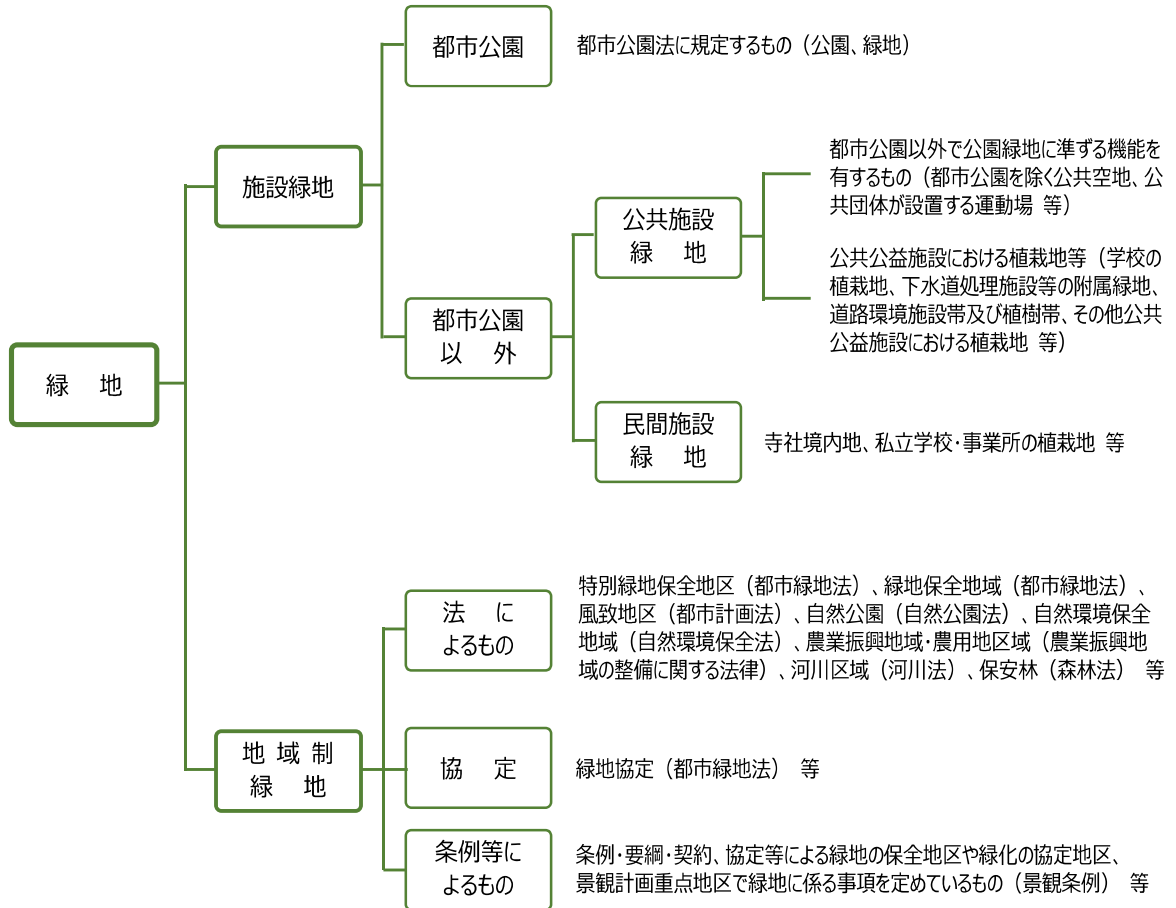 都市公園
都市公園法に規定するもの（公園、緑地）
施設緑地
都市公園以外で公園緑地に準ずる機能を
有するもの（都市公園を除く公共空地、公
共団体が設置する運動場 等）
公共施設
緑 地
公共公益施設における植栽地等（学校の
植栽地、下水道処理施設等の附属緑地、
道路環境施設帯及び植樹帯、その他公共
公益施設における植栽地 等）
都市公園
以 外
緑 地
民間施設
緑 地
寺社境内地、私立学校・事業所の植栽地 等
法 に
よるもの
特別緑地保全地区（都市緑地法）、緑地保全地域（都市緑地法）、
風致地区（都市計画法）、自然公園（自然公園法）、自然環境保全
地域（自然環境保全法）、農業振興地域・農用地区域（農業振興地
域の整備に関する法律）、河川区域（河川法）、保安林（森林法） 等
地 域 制
緑 地
協 定
緑地協定（都市緑地法） 等
条例等に
よるもの
条例・要綱・契約、協定等による緑地の保全地区や緑化の協定地区、
景観計画重点地区で緑地に係る事項を定めているもの（景観条例） 等